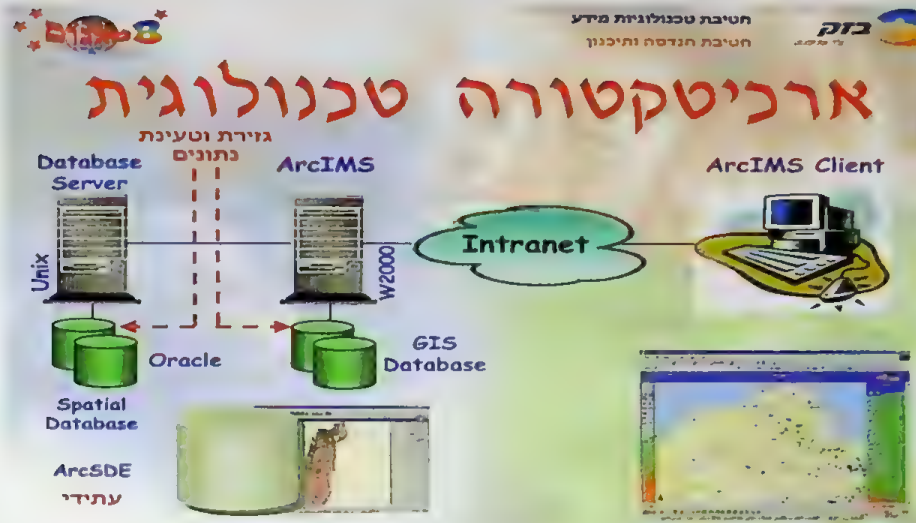 חטיבת טכנולוגיות מידע
חטיבת הנדסה ותיכנון
בזק
ארכיטקטורה טכנולוגית
גזירת וטעינת
נתונים
Database
Server
ArcIMS
ArcIMS Client
Unix
W2000
Intranet
Oracle
GIS
Database
Spatial
Database
ArcSDE
עתידי